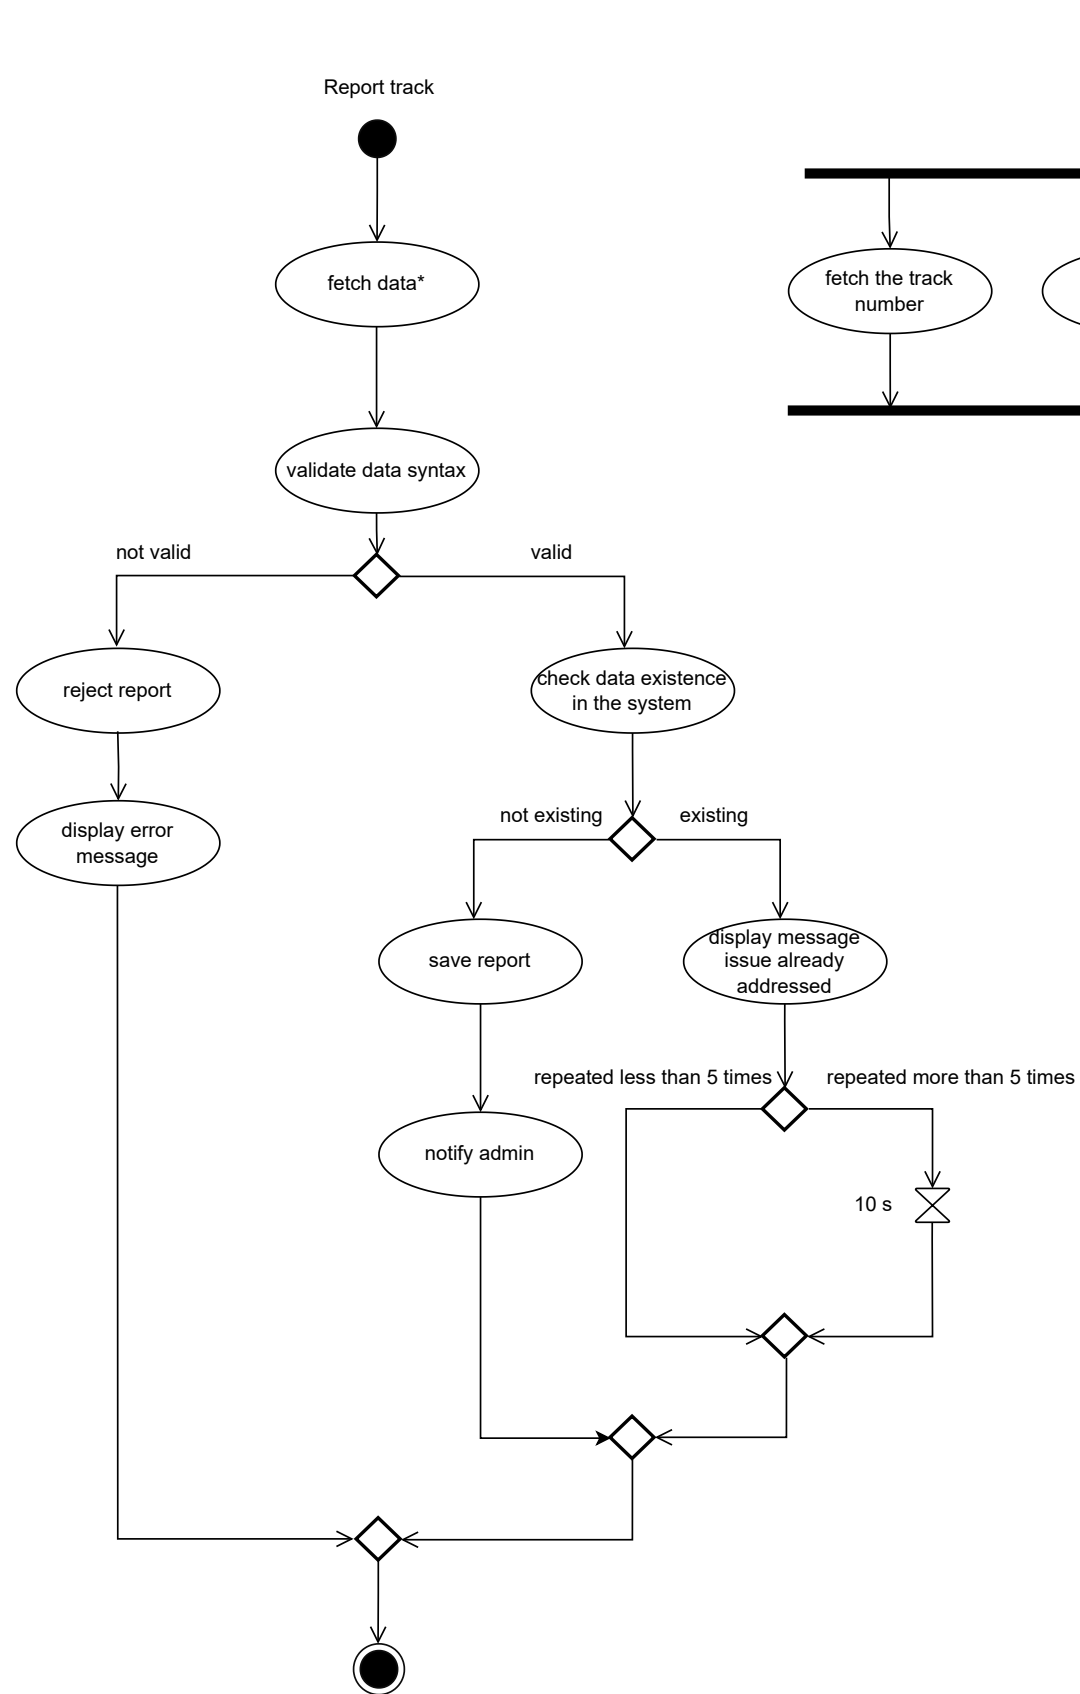 Report track
fetch data*
fetch the track
number
validate data syntax
not valid
valid
reject report
check data existence
in the system
display error
message
not existing
existing
save report
display message
issue already
addressed
repeated less than 5 times
repeated more than 5 times
notify admin
10 s